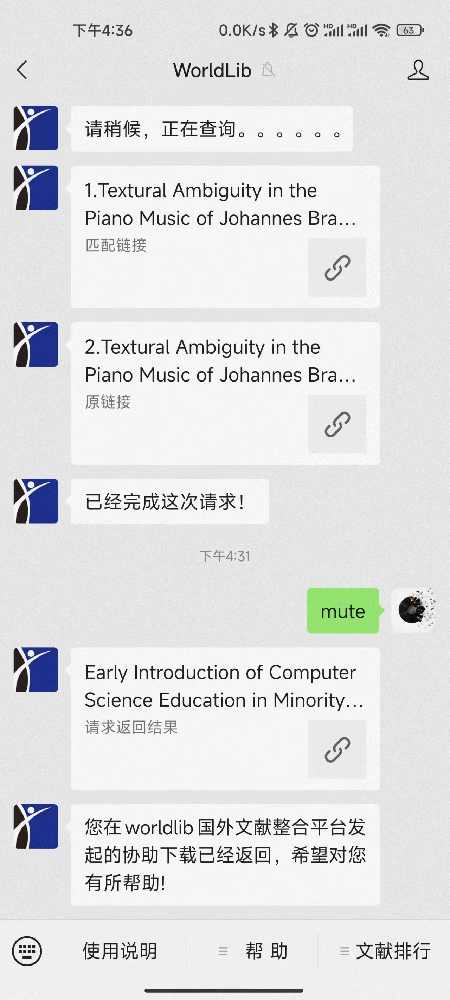 下午4:36
0.0K/s
HD
HD
63
WorldLib
请稍候，正在查询。。。。。。
1.Textural Ambiguity in the
Piano Music of Johannes Bra...
匹配链接
2.Textural Ambiguity in the
Piano Music of Johannes Bra...
原链接
已经完成这次请求！
下午4:31
mute
Early Introduction of Computer
Science Education in Minority...
请求返回结果
您在worldlib国外文献整合平台发
起的协助下载已经返回，希望对您
有所帮助!
使用说明
帮 助
文献排行